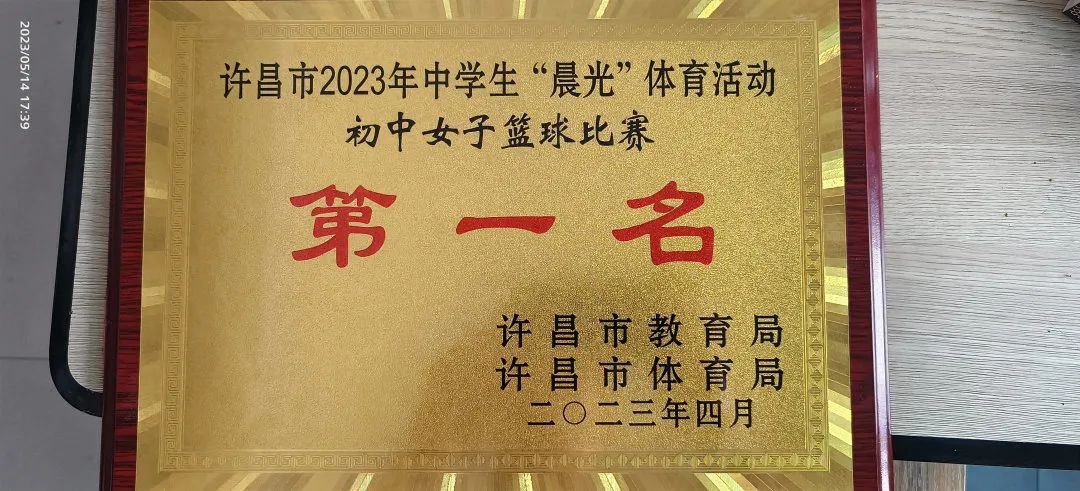 2023/05/14 17:39
许昌市2023年中学生“晨光”体育活动
初中女子篮球比赛
第一名
许昌市教育局
许昌市体育局
二〇二三年四月